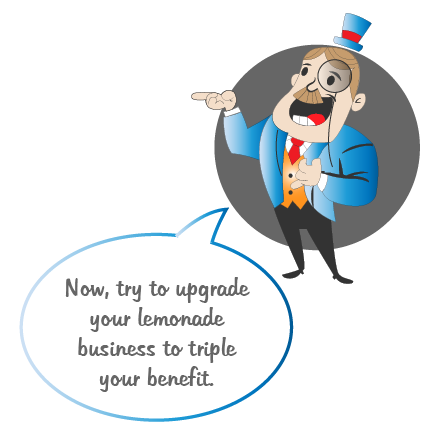 Now, try to upgrade
your lemonade
business to triple
your benefit.